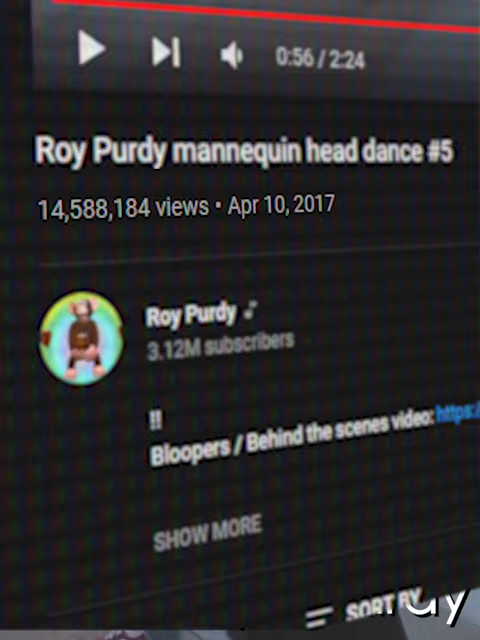 0:56 / 2:24
Roy Purdy mannequin head dance #5
14,588,184 views • Apr 10, 2017
Roy Purdy
3.12M subscribers
!!
Bloopers / Behind the scenes video: https:/
SHOW MORE
SORT BY